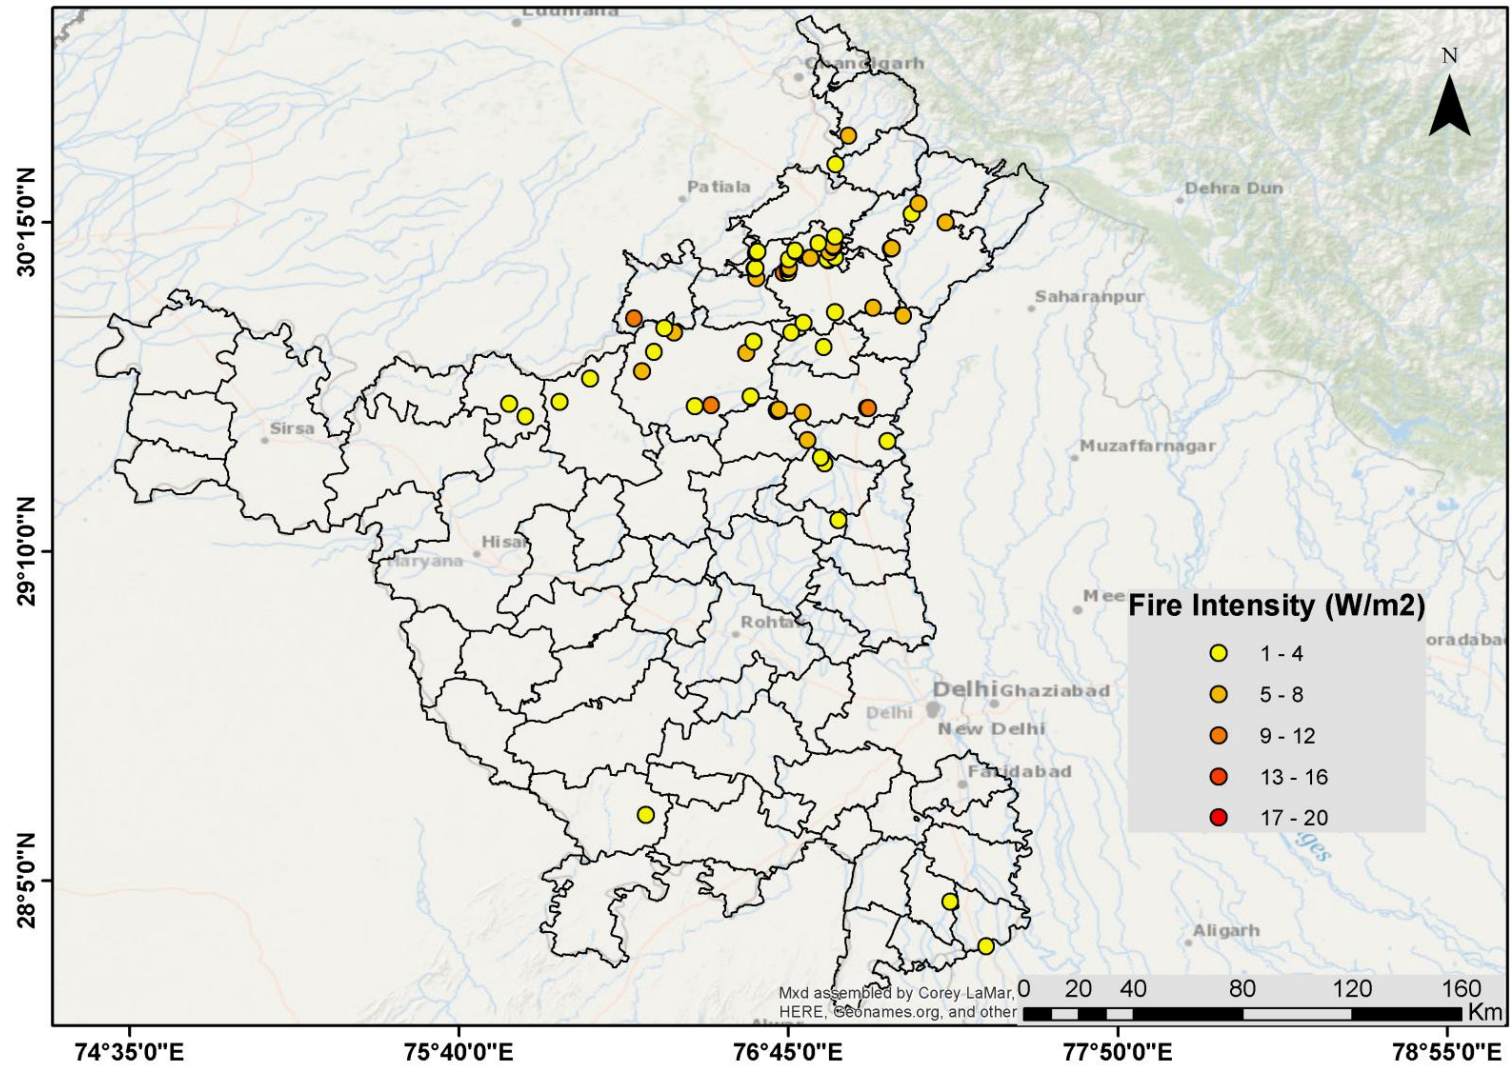 Ludhiana
N
Chandigarh
Patiala
Dehra Dun
30°15'0"N
Saharanpur
Sirsa
Muzaffarnagar
Hisar
Haryana
29°10'0"N
Mee
Fire Intensity (W/m2)
Rohtak
oradabad
1 - 4
5 - 8
9 - 12
13 - 16
17 - 20
Delhi
Ghaziabad
Delhi
New Delhi
Faridabad
nges
28°5'0"N
Aligarh
Mxd assembled by Corey LaMar,
HERE, Geonames.org, and other
0 20 40 80 120 160
Km
74°35'0"E 75°40'0"E 76°45'0"E 77°50'0"E 78°55'0"E